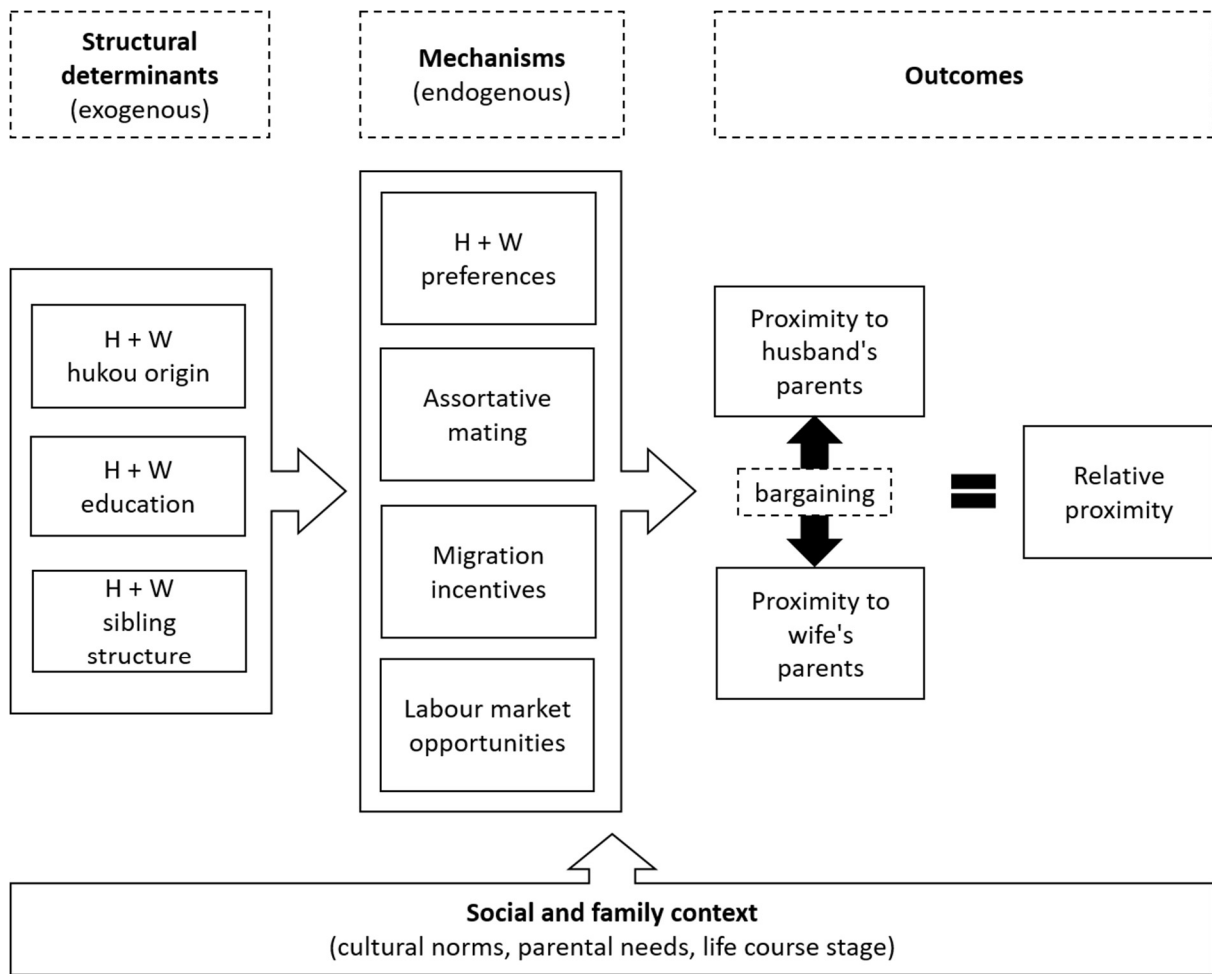 Structural
determinants
(exogenous)
Mechanisms
(endogenous)
Outcomes
H + W
hukou origin
H + W
education
H + W
sibling
structure
H + W
preferences
Assortative
mating
Migration
incentives
Labour market
opportunities
Proximity to
husband's
parents
bargaining
Proximity to
wife's
parents
=
Relative
proximity
Social and family context
(cultural norms, parental needs, life course stage)